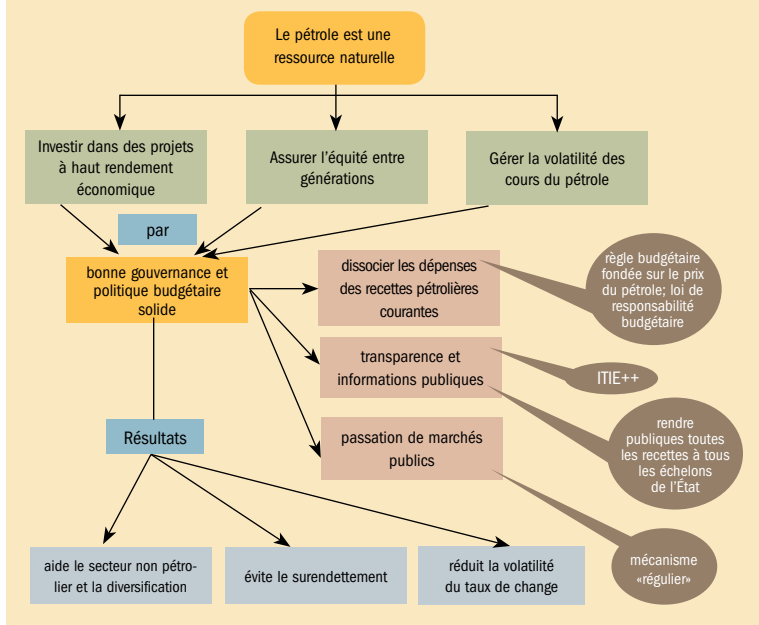 Le pétrole est une
ressource naturelle
Investir dans des projets
à haut rendement
économique
Assurer l'équité entre
générations
Gérer la volatilité des
cours du pétrole
par
bonne gouvernance et
politique budgétaire
solide
dissocier les dépenses
des recettes pétrolières
courantes
règle budgétaire
fondée sur le prix
du pétrole; loi de
responsabilité
budgétaire
transparence et
informations publiques
ITIE++
rendre
publiques toutes
les recettes à tous
les échelons
de l'État
passation de marchés
publics
mécanisme
«régulier»
Résultats
aide le secteur non pétro-
lier et la diversification
évite le surendettement
réduit la volatilité
du taux de change